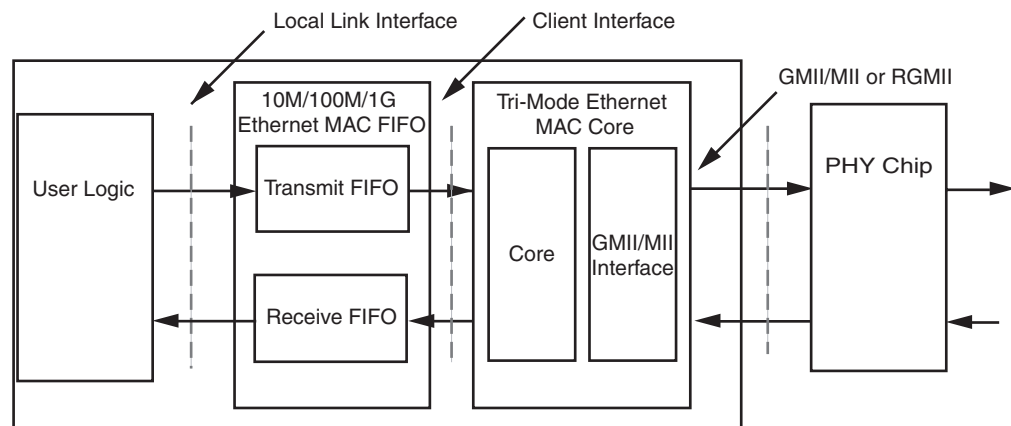 Local Link Interface
Client Interface
GMII/MII or RGMII
10M/100M/1G
Ethernet MAC FIFO
Tri-Mode Ethernet
MAC Core
User Logic
Transmit FIFO
Receive FIFO
Core
GMII/MII
Interface
PHY Chip